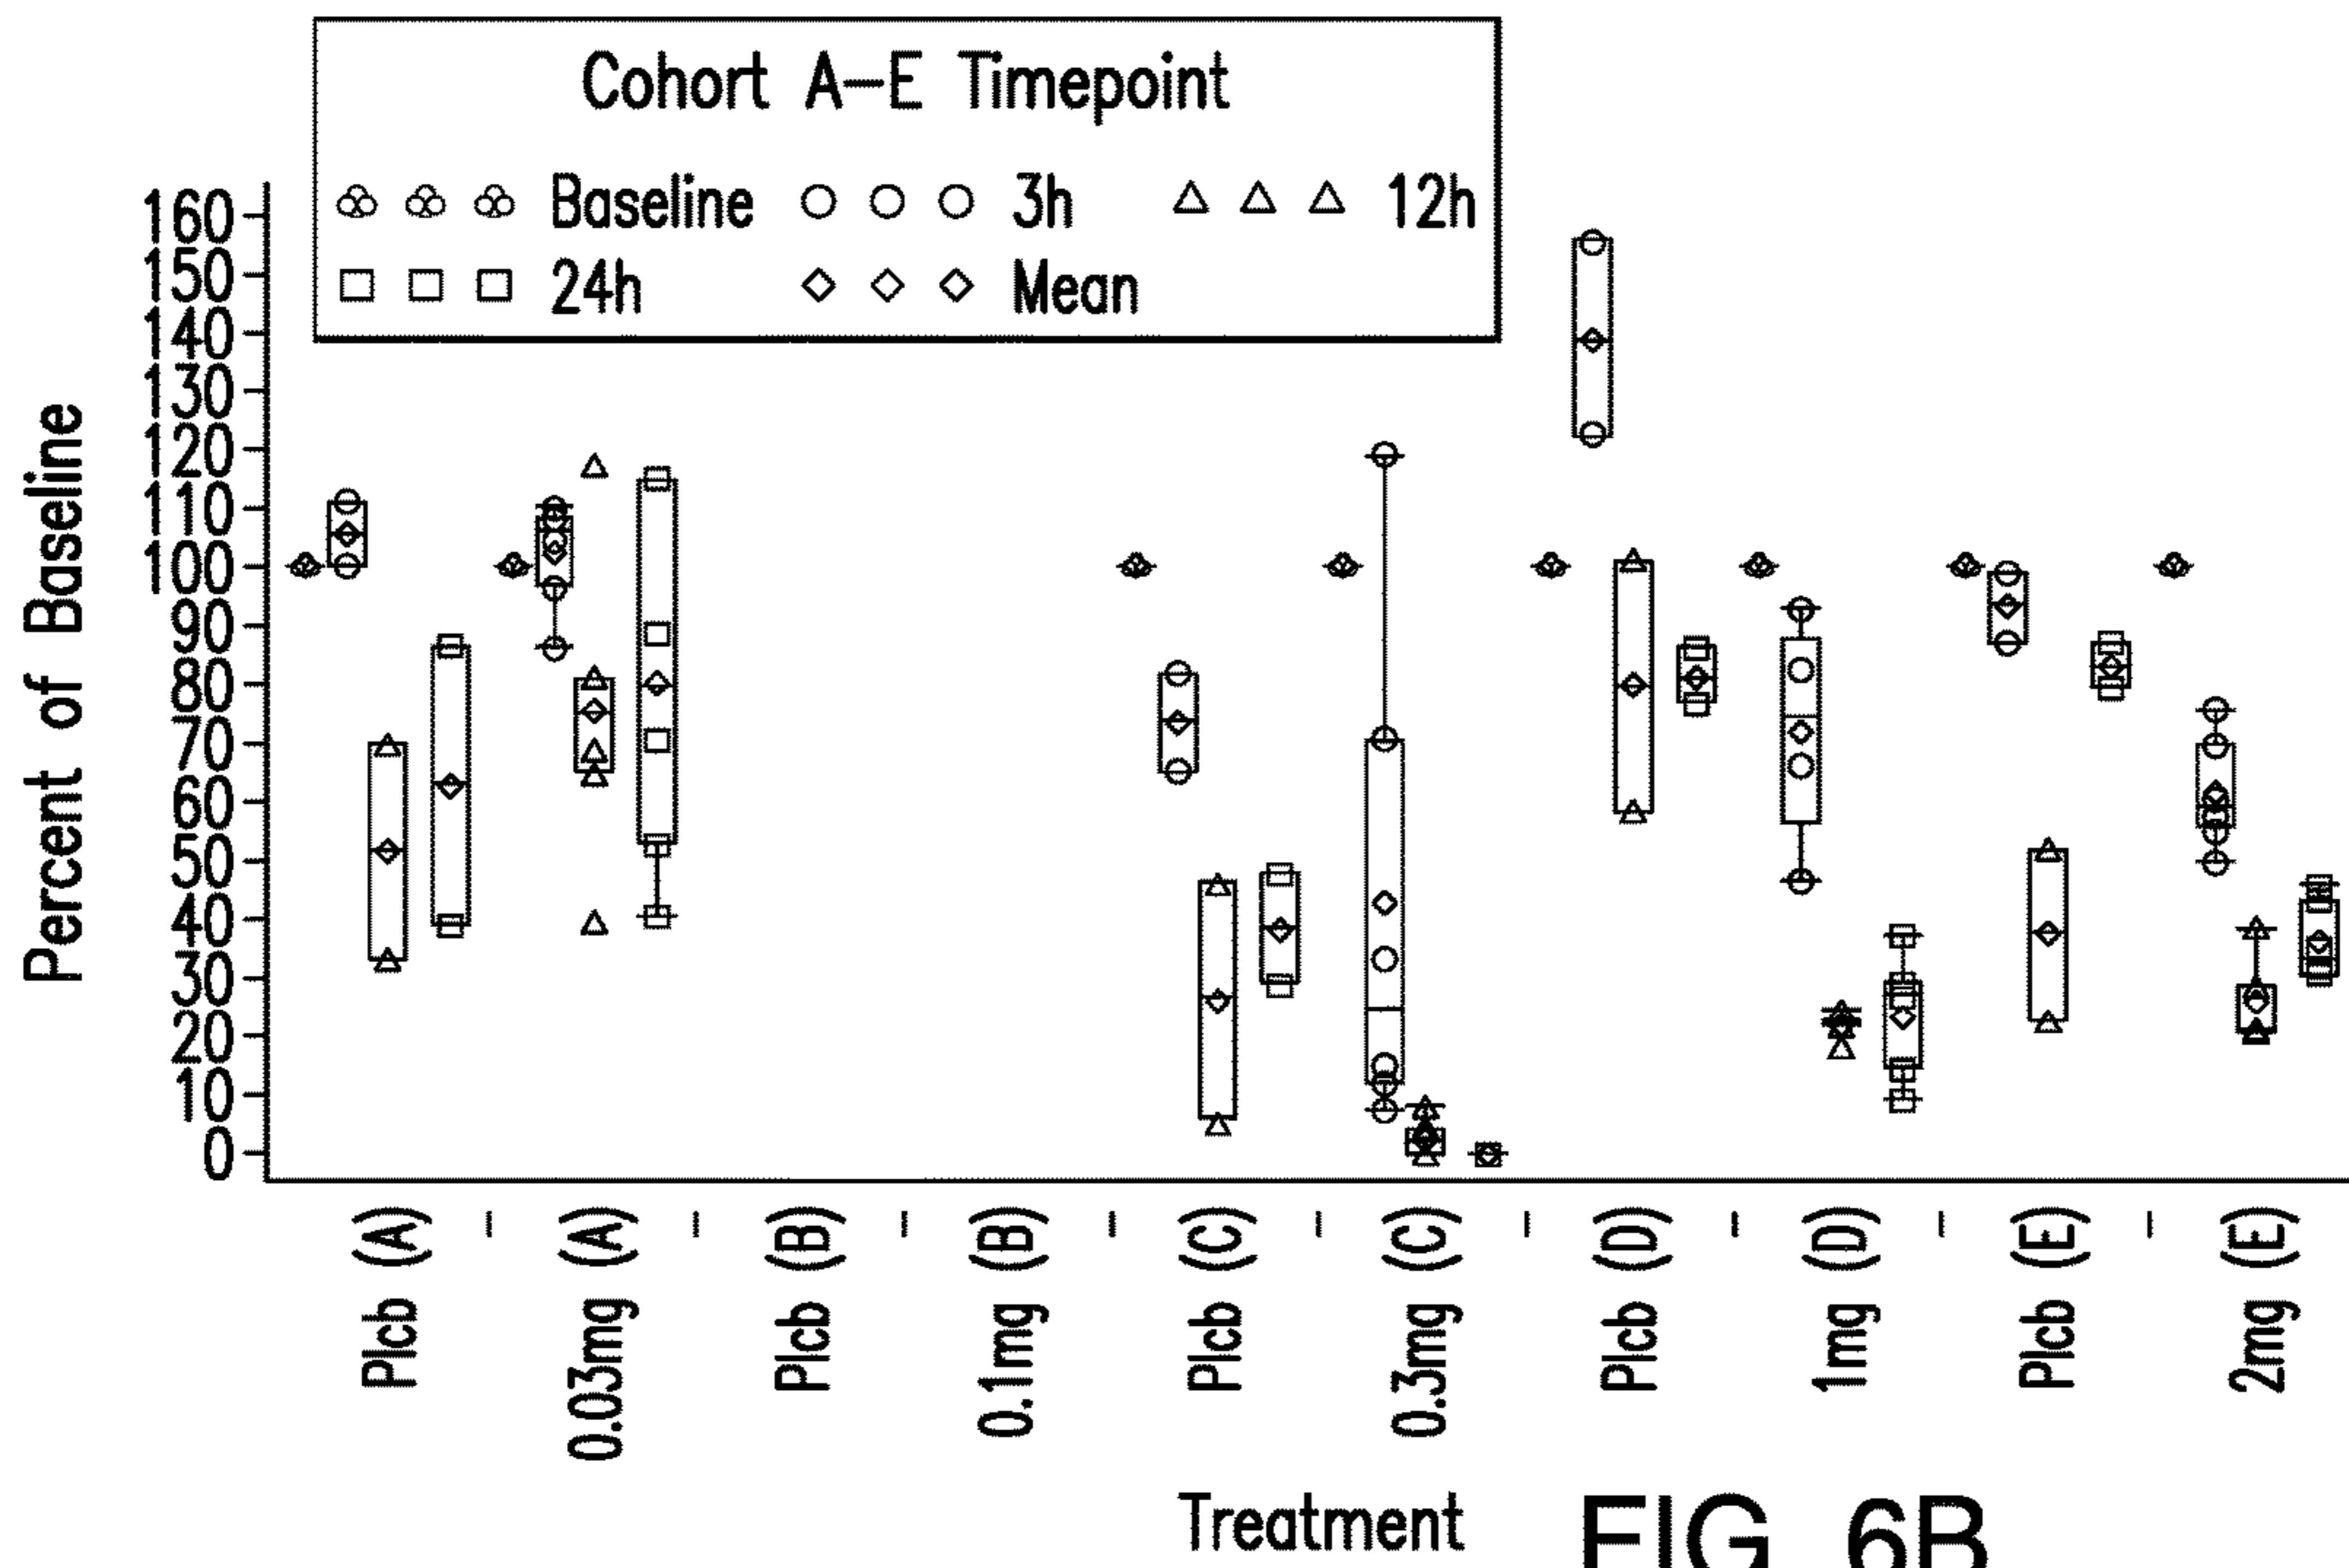 Cohort A–E Timepoint
Baseline 3h 12h
24h Mean
Percent of Baseline
160
150
140
130
120
110
100
90
80
70
60
50
40
30
20
10
0
Plcb (A)
0.03mg (A)
Plcb (B)
0.1mg (B)
Plcb (C)
0.3mg (C)
Plcb (D)
1mg (D)
Plcb (E)
2mg (E)
Treatment
FIG 6B